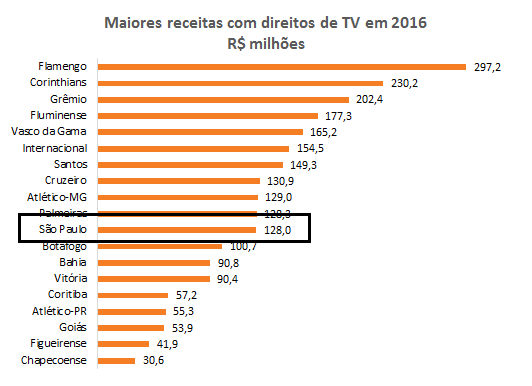 Maiores receitas com direitos de TV em 2016
R$ milhões
Flamengo 297,2
Corinthians 230,2
Grêmio 202,4
Fluminense 177,3
Vasco da Gama 165,2
Internacional 154,5
Santos 149,3
Cruzeiro 130,9
Atlético-MG 129,0
Palmeiras 128,3
São Paulo 128,0
Botafogo 100,7
Bahia 90,8
Vitória 90,4
Coritiba 57,2
Atlético-PR 55,3
Goiás 53,9
Figueirense 41,9
Chapecoense 30,6